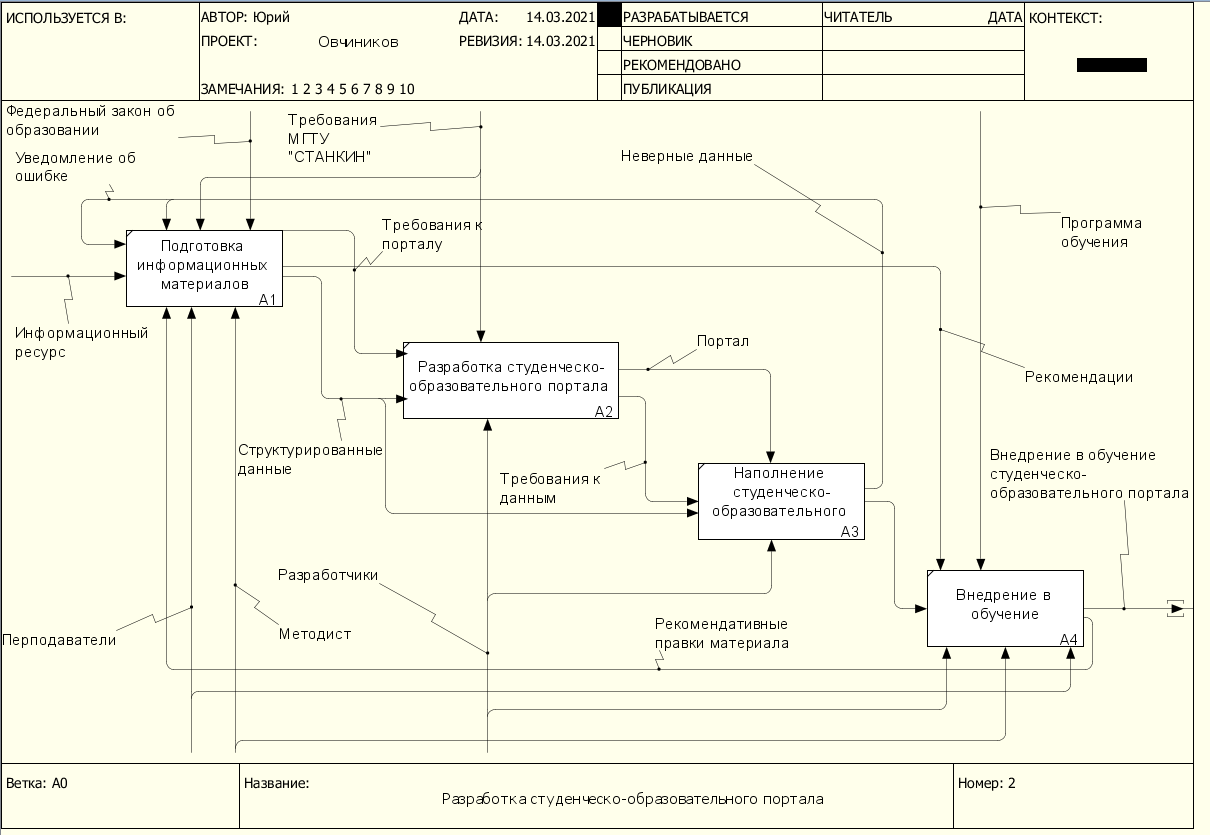 ИСПОЛЬЗУЕТСЯ В:
АВТОР: Юрий
ДАТА: 14.03.2021
РАЗРАБАТЫВАЕТСЯ
ЧИТАТЕЛЬ
ДАТА
КОНТЕКСТ:
ПРОЕКТ: Овчиников
РЕВИЗИЯ: 14.03.2021
ЧЕРНОВИК
РЕКОМЕНДОВАНО
ЗАМЕЧАНИЯ: 1 2 3 4 5 6 7 8 9 10
ПУБЛИКАЦИЯ
Федеральный закон об
образовании
Требования
МГТУ
"СТАНКИН"
Уведомление об
ошибке
Неверные данные
Требования к
порталу
Программа
обучения
Подготовка
информационных
материалов
A1
Информационный
ресурс
Портал
Разработка студенческо-
образовательного портала
A2
Рекомендации
Структурированные
данные
Требования к
данным
Наполнение
студенческо-
образовательного
A3
Внедрение в обучение
студенческо-
образовательного портала
Разработчики
Внедрение в
обучение
A4
Перподаватели
Методист
Рекомендативные
правки материала
Ветка: A0
Название:
Разработка студенческо-образовательного портала
Номер: 2